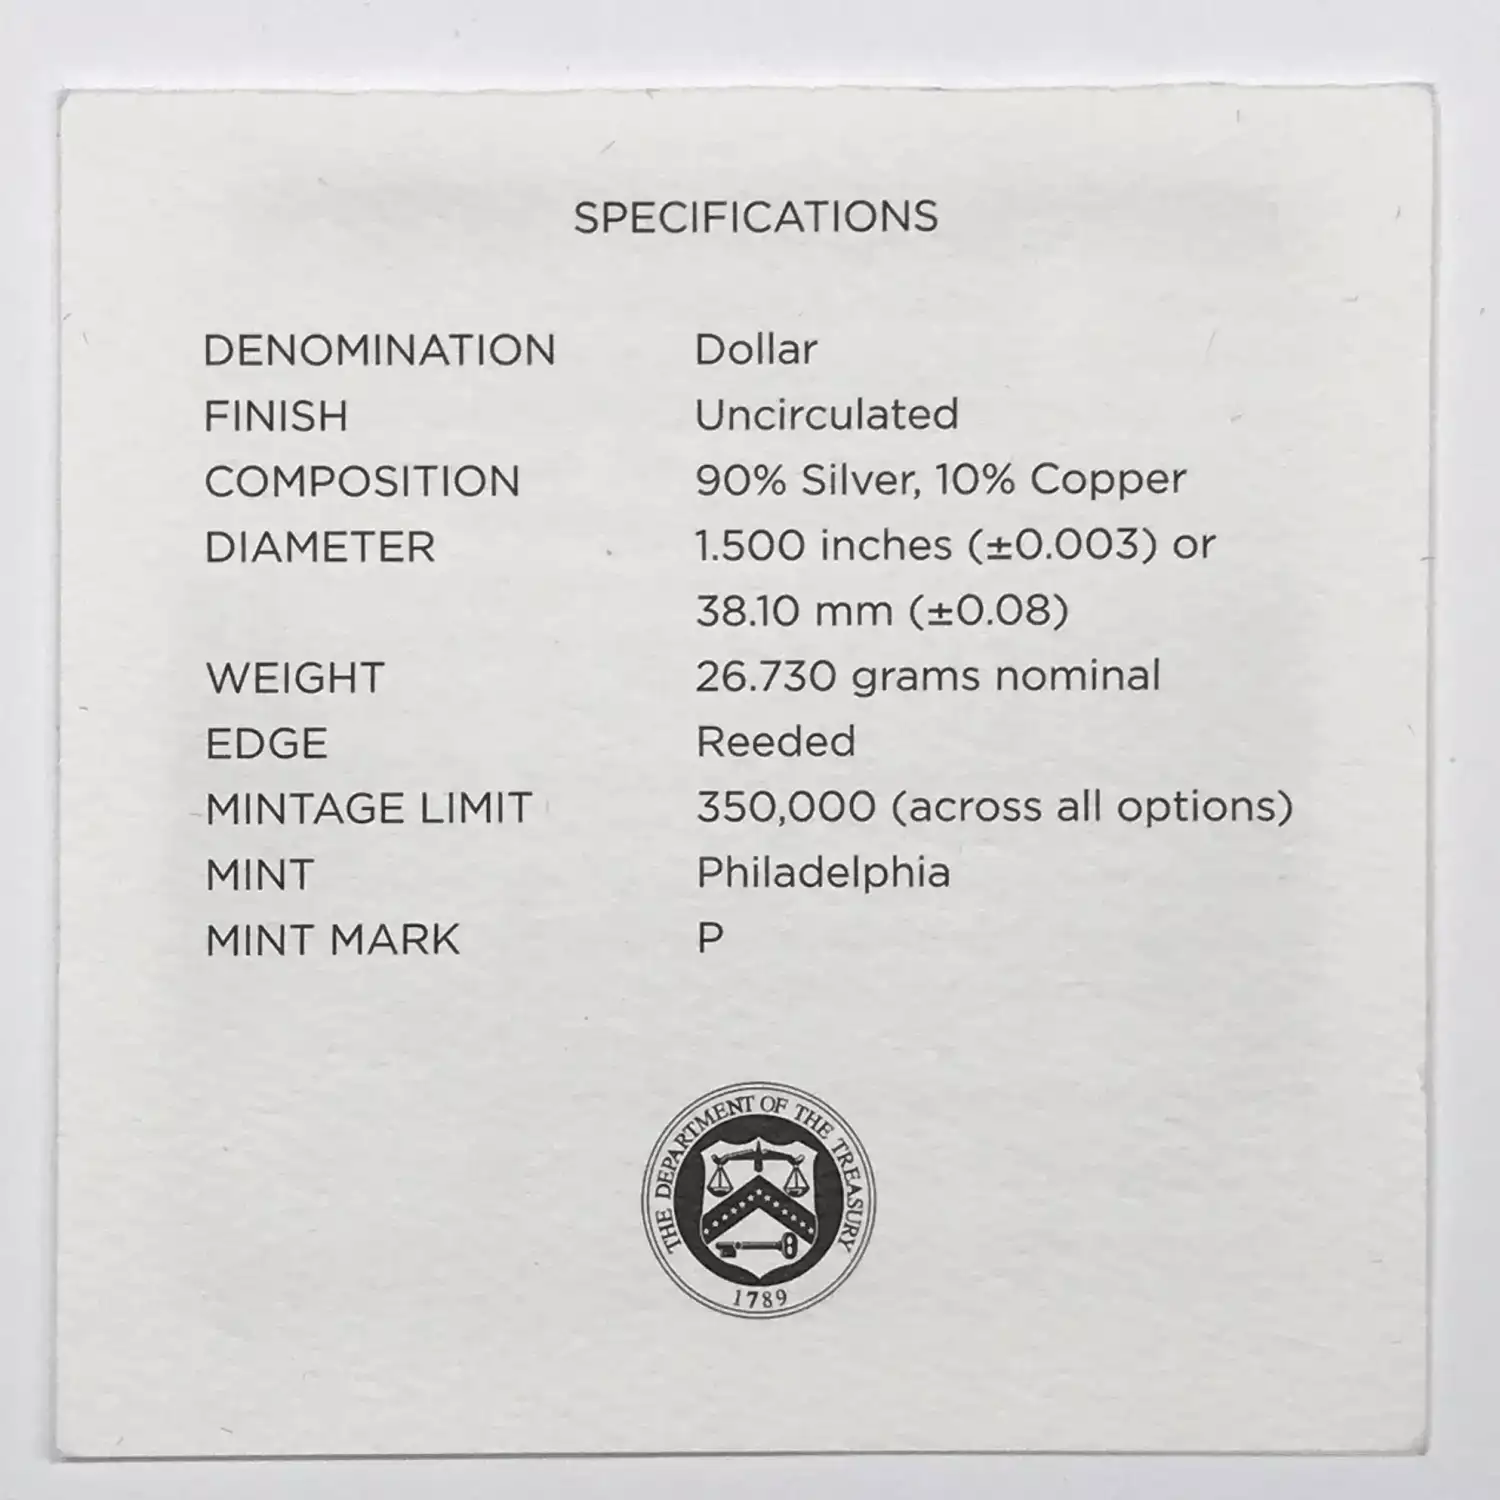 SPECIFICATIONS
DENOMINATION Dollar
FINISH Uncirculated
COMPOSITION 90% Silver, 10% Copper
DIAMETER 1.500 inches (±0.003) or
38.10 mm (±0.08)
WEIGHT 26.730 grams nominal
EDGE Reeded
MINTAGE LIMIT 350,000 (across all options)
MINT Philadelphia
MINT MARK P
THE DEPARTMENT OF THE TREASURY
1789